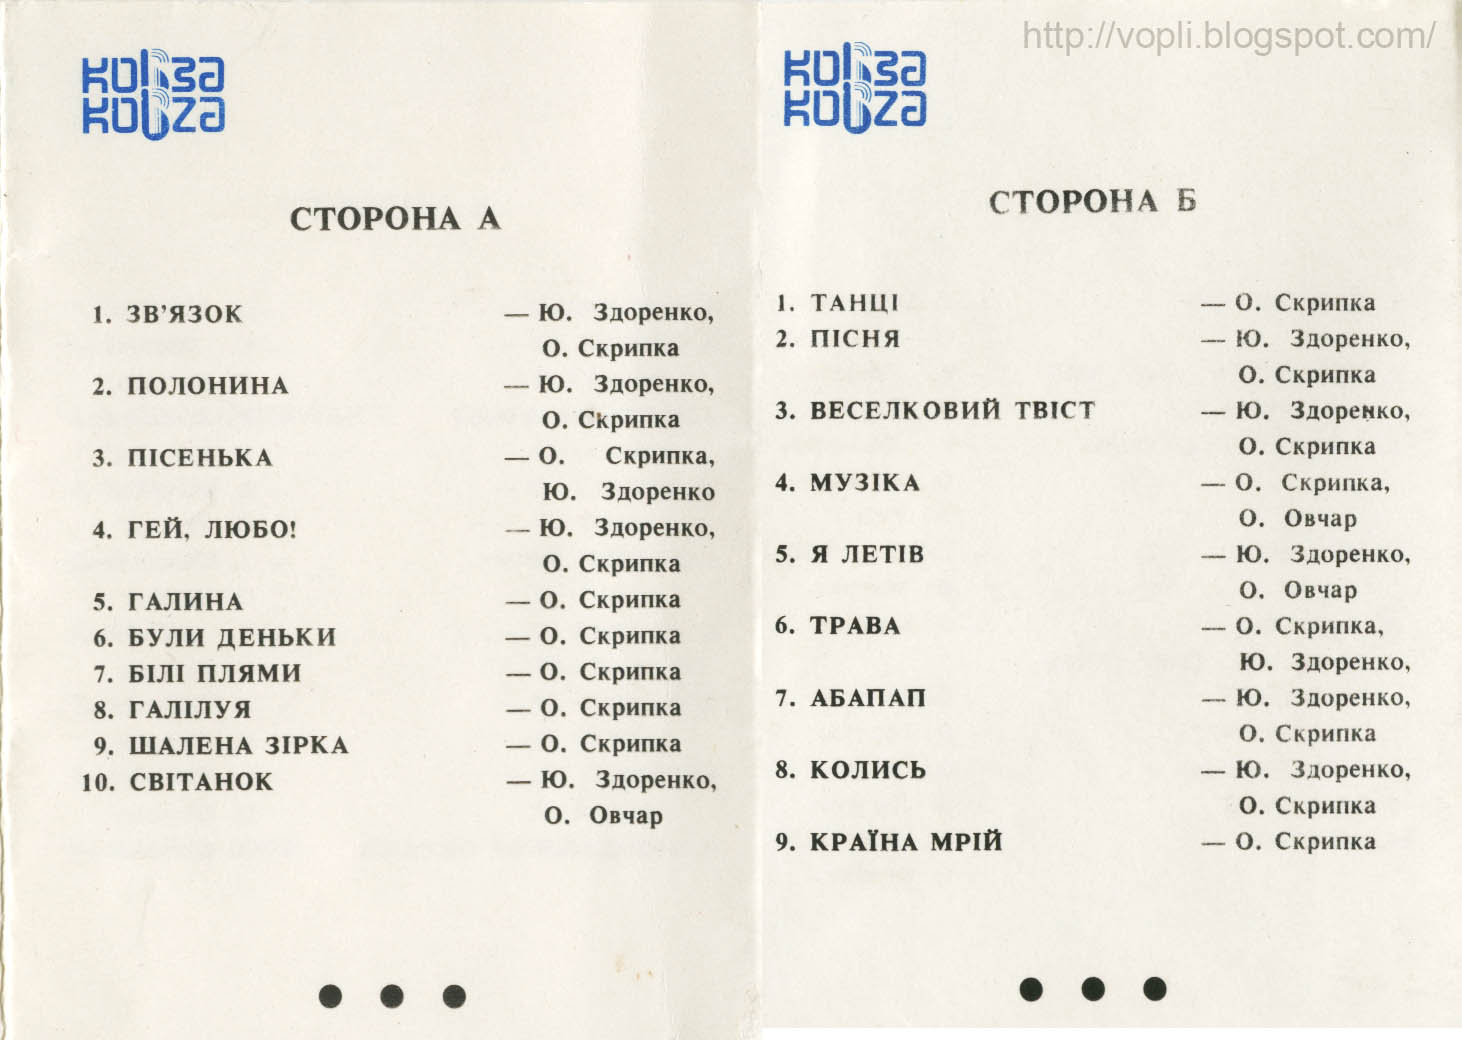 кобза
KOBZA
СТОРОНА А
1. ЗВ'ЯЗОК — Ю. Здоренко,
О. Скрипка
2. ПОЛОНИНА — Ю. Здоренко,
О. Скрипка
3. ПІСЕНЬКА — О. Скрипка,
Ю. Здоренко
4. ГЕЙ, ЛЮБО! — Ю. Здоренко,
О. Скрипка
5. ГАЛИНА — О. Скрипка
6. БУЛИ ДЕНЬКИ — О. Скрипка
7. БІЛІ ПЛЯМИ — О. Скрипка
8. ГАЛІЛУЯ — О. Скрипка
9. ШАЛЕНА ЗІРКА — О. Скрипка
10. СВІТАНОК — Ю. Здоренко,
О. Овчар
http://vopli.blogspot.com/
кобза
KOBZA
СТОРОНА Б
1. ТАНЦІ — О. Скрипка
2. ПІСНЯ — Ю. Здоренко,
О. Скрипка
3. ВЕСЕЛКОВИЙ ТВІСТ — Ю. Здоренко,
О. Скрипка
4. МУЗІКА — О. Скрипка,
О. Овчар
5. Я ЛЕТІВ — Ю. Здоренко,
О. Овчар
6. ТРАВА — О. Скрипка,
Ю. Здоренко,
7. АБАПАП — Ю. Здоренко,
О. Скрипка
8. КОЛИСЬ — Ю. Здоренко,
О. Скрипка
9. КРАЇНА МРІЙ — О. Скрипка